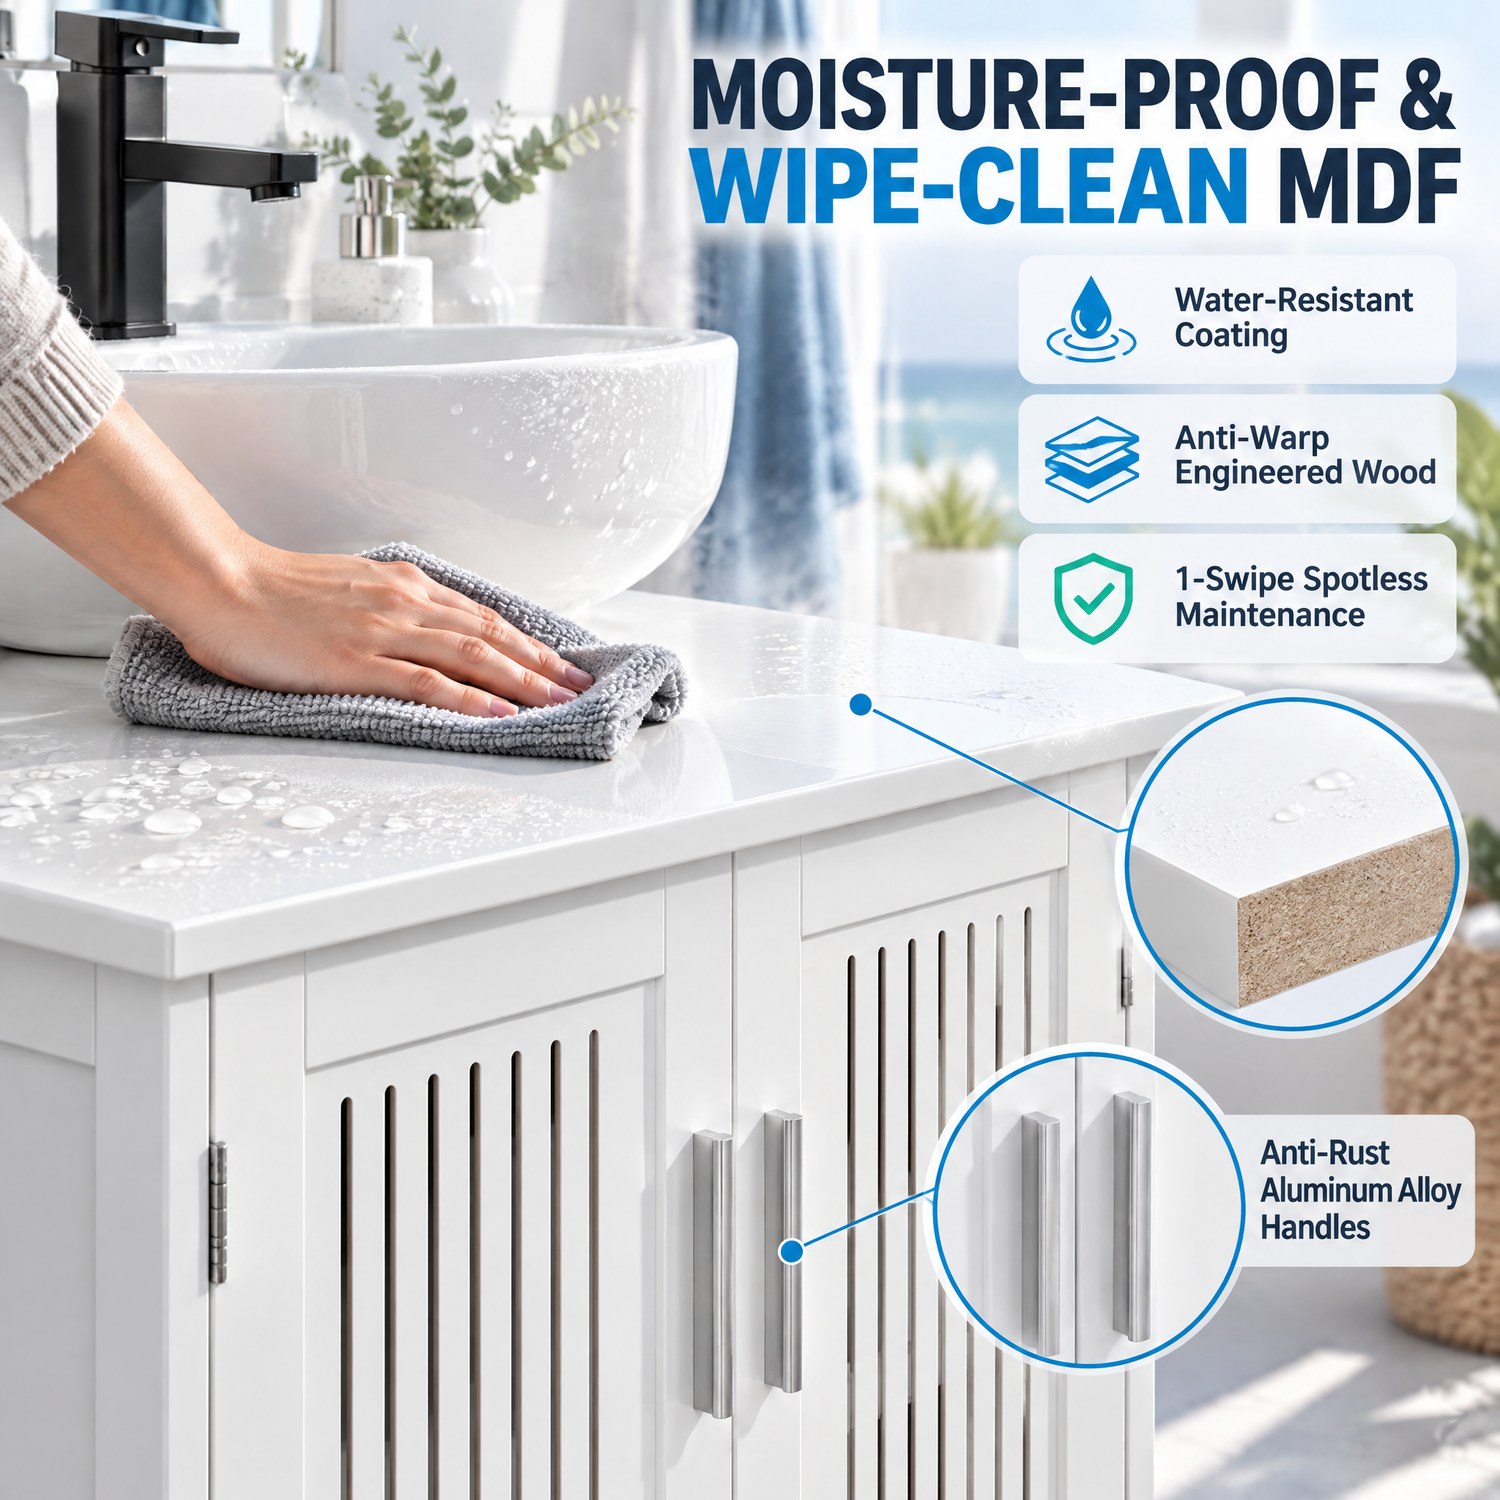 MOISTURE-PROOF &
WIPE-CLEAN MDF
Water-Resistant
Coating
Anti-Warp
Engineered Wood
1-Swipe Spotless
Maintenance
Anti-Rust
Aluminum Alloy
Handles